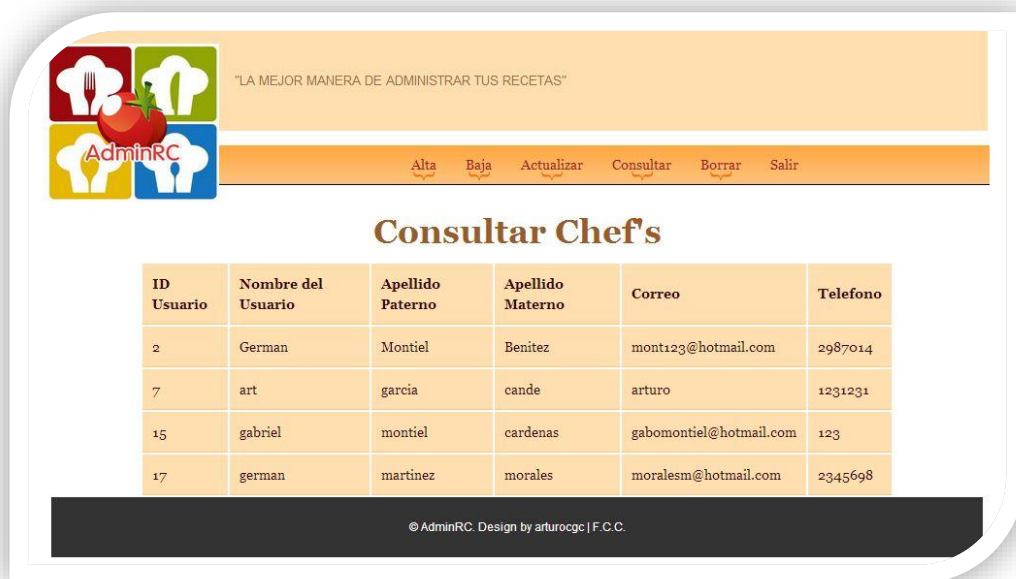 "LA MEJOR MANERA DE ADMINISTRAR TUS RECETAS"
AdminRC
Alta Baja Actualizar Consultar Borrar Salir
Consultar Chef's
ID Usuario Nombre del Usuario Apellido Paterno Apellido Materno Correo Telefono
2 German Montiel Benitez mont123@hotmail.com 2987014
7 art garcia cande arturo 1231231
15 gabriel montiel cardenas gabomontiel@hotmail.com 123
17 german martinez morales moralesm@hotmail.com 2345698
© AdminRC. Design by arturocgc | F.C.C.